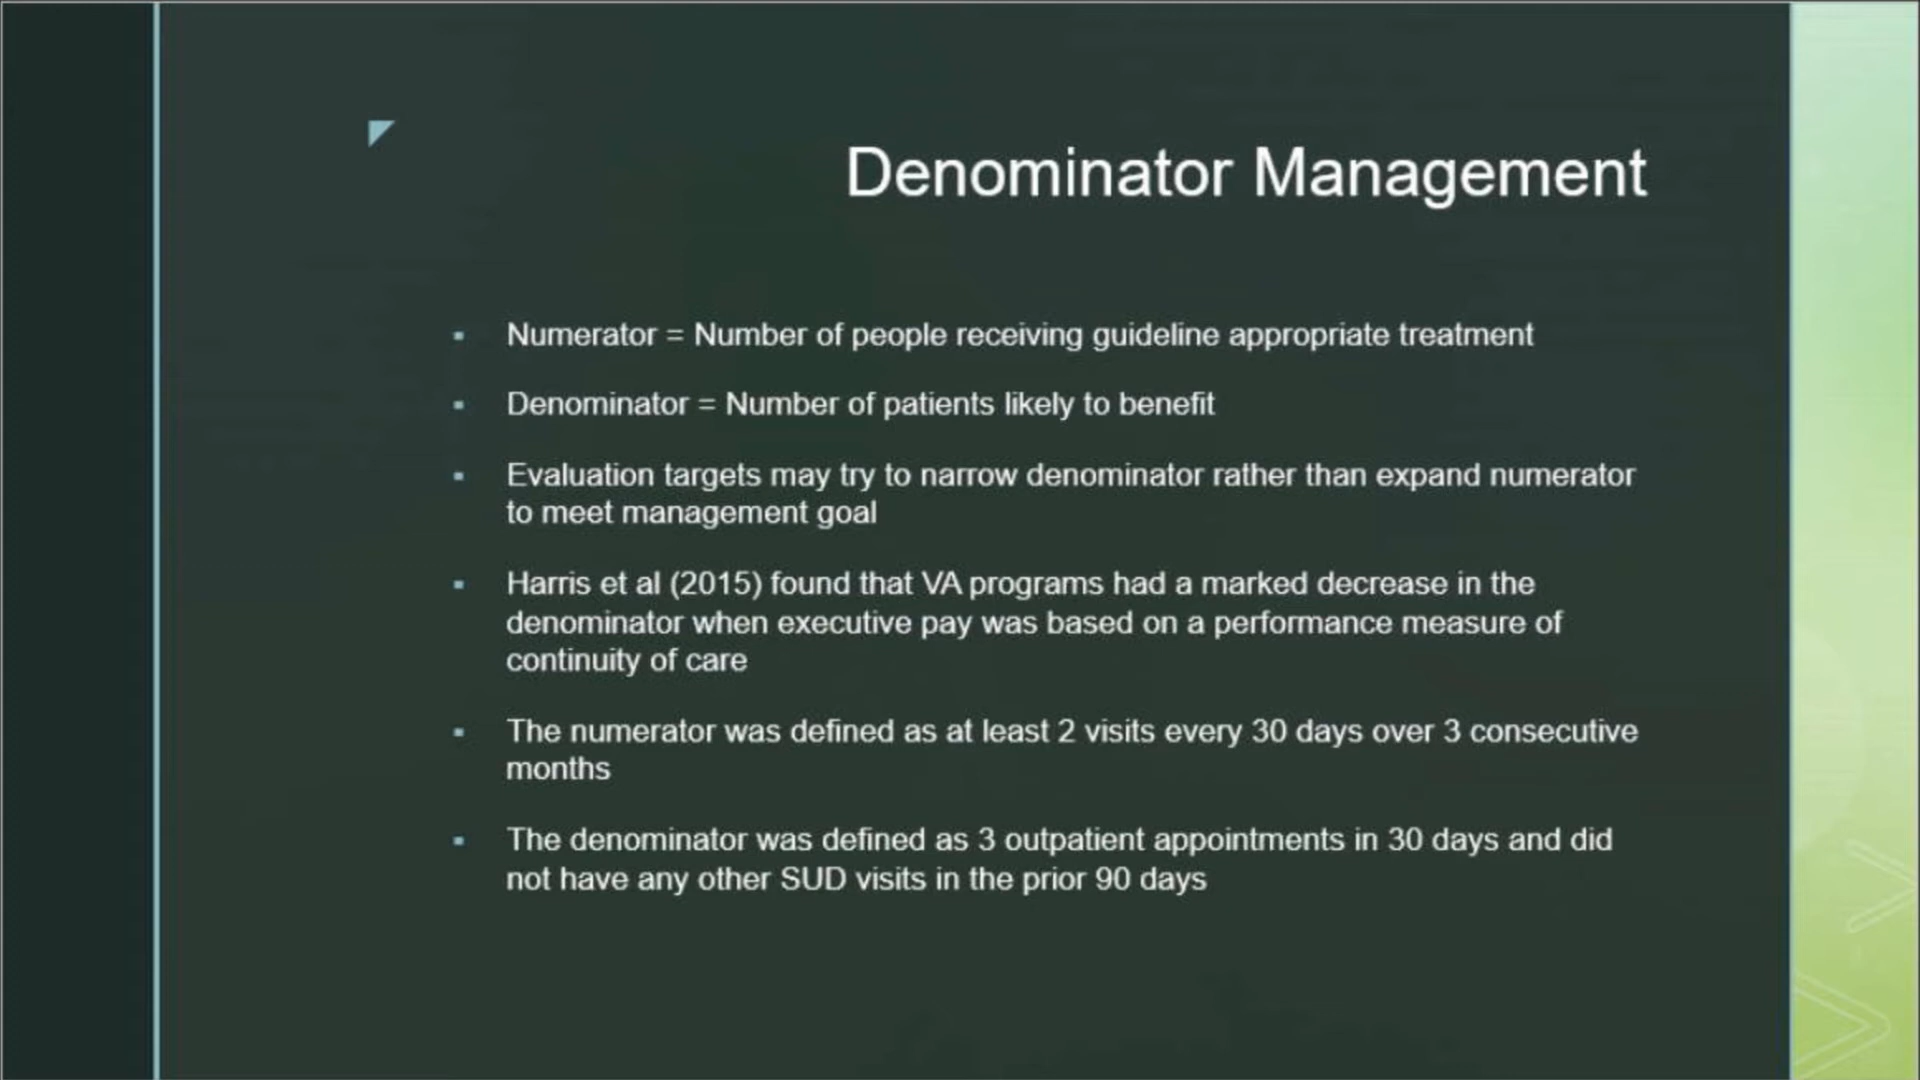 Denominator Management
▪ Numerator = Number of people receiving guideline appropriate treatment
▪ Denominator = Number of patients likely to benefit
▪ Evaluation targets may try to narrow denominator rather than expand numerator
to meet management goal
▪ Harris et al (2015) found that VA programs had a marked decrease in the
denominator when executive pay was based on a performance measure of
continuity of care
▪ The numerator was defined as at least 2 visits every 30 days over 3 consecutive
months
▪ The denominator was defined as 3 outpatient appointments in 30 days and did
not have any other SUD visits in the prior 90 days